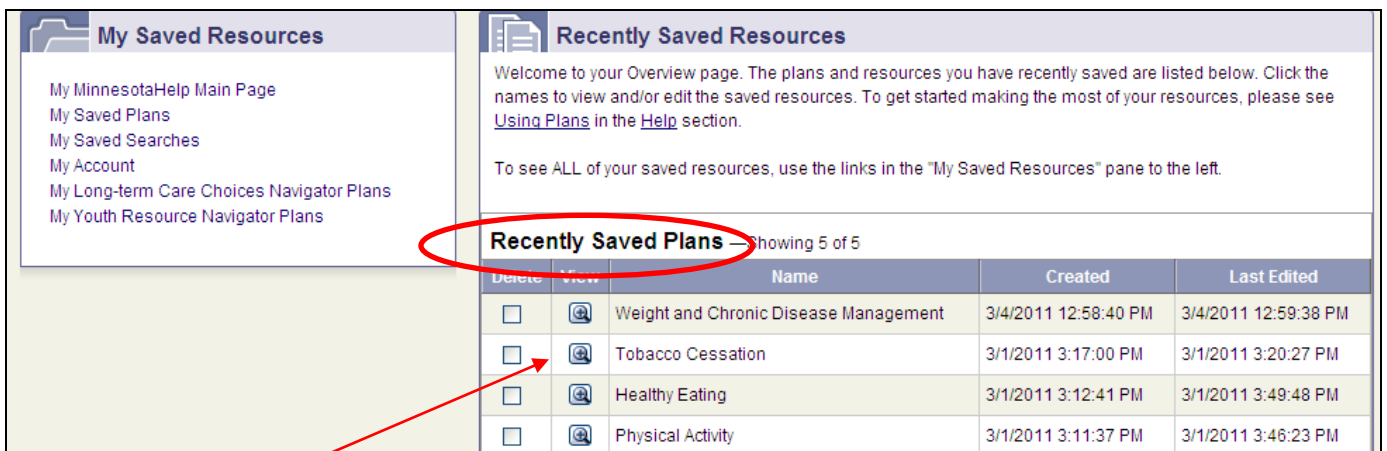 My Saved Resources
My MinnesotaHelp Main Page
My Saved Plans
My Saved Searches
My Account
My Long-term Care Choices Navigator Plans
My Youth Resource Navigator Plans
Recently Saved Resources
Welcome to your Overview page. The plans and resources you have recently saved are listed below. Click the
names to view and/or edit the saved resources. To get started making the most of your resources, please see
Using Plans in the Help section.
To see ALL of your saved resources, use the links in the "My Saved Resources" pane to the left.
Recently Saved Plans —Showing 5 of 5
Delete View Name Created Last Edited
Weight and Chronic Disease Management 3/4/2011 12:58:40 PM 3/4/2011 12:59:38 PM
Tobacco Cessation 3/1/2011 3:17:00 PM 3/1/2011 3:20:27 PM
Healthy Eating 3/1/2011 3:12:41 PM 3/1/2011 3:49:48 PM
Physical Activity 3/1/2011 3:11:37 PM 3/1/2011 3:46:23 PM